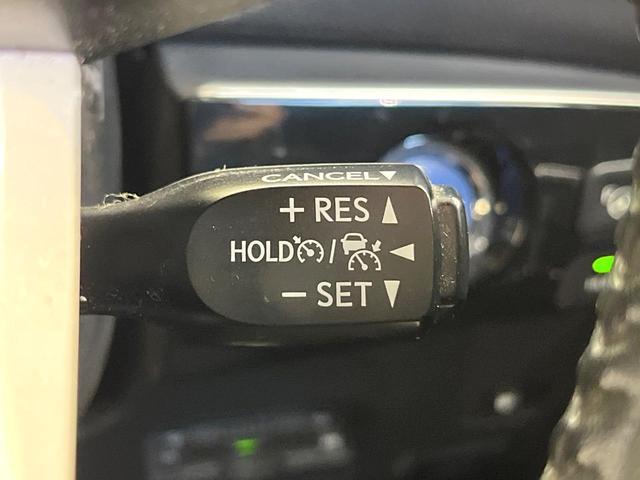 CANCEL▼
+ RES ▲
HOLD / ◄
− SET ▼